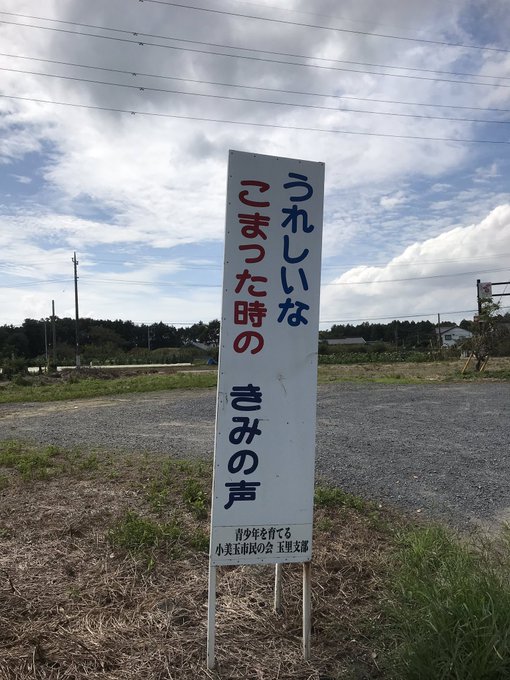 うれしいな
こまった時の きみの声
青少年を育てる
小美玉市民の会 玉里支部